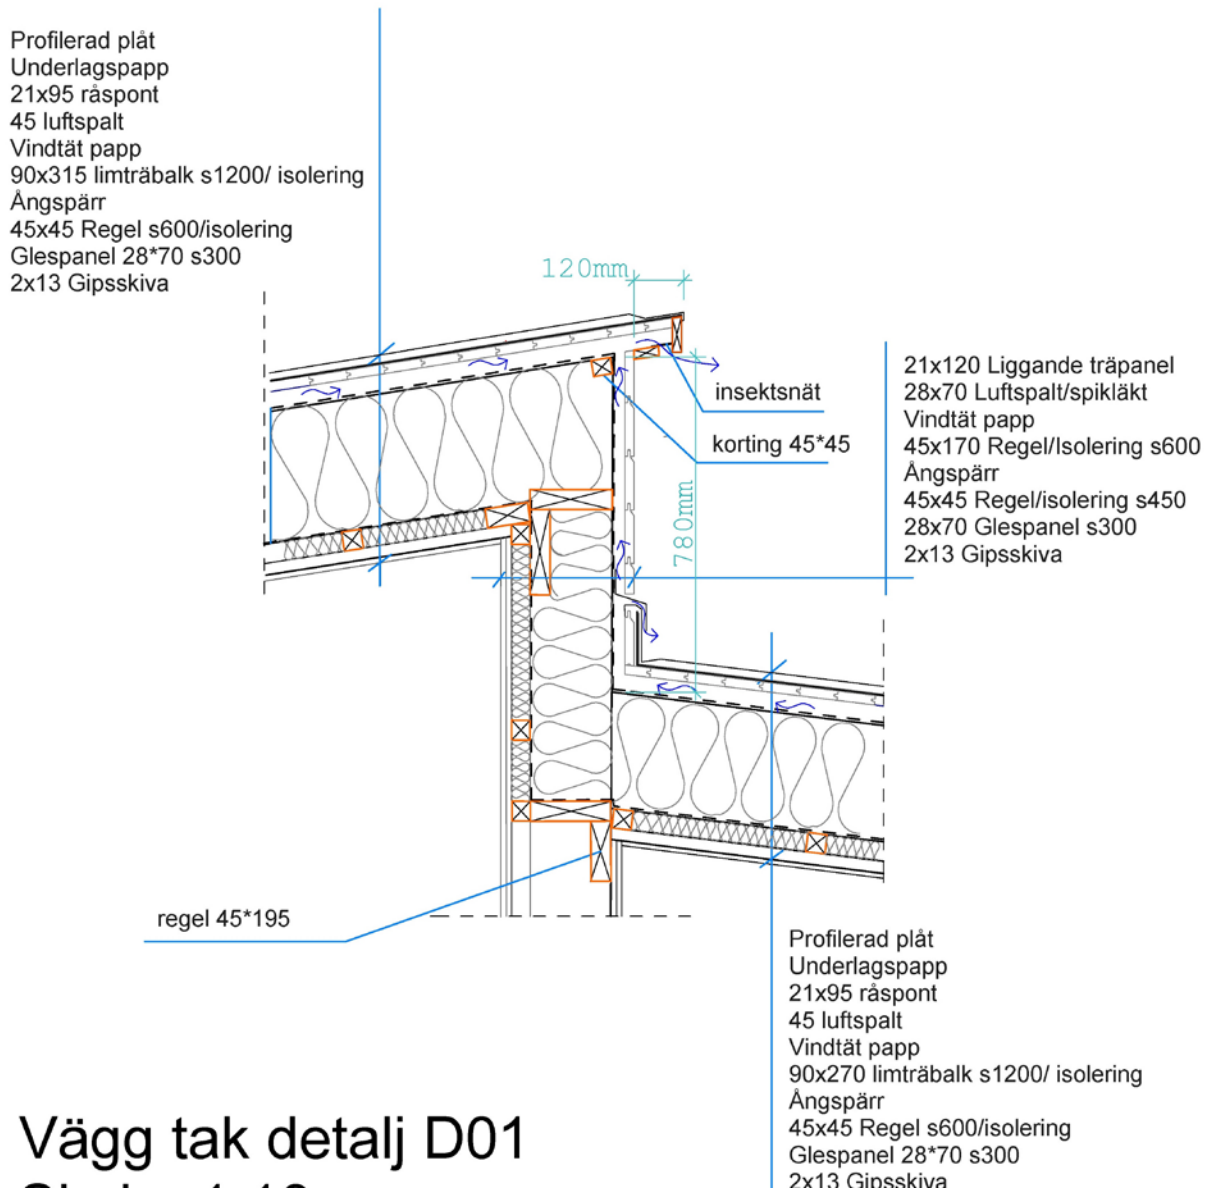 Profilerad plåt
Underlagspapp
21x95 råspont
45 luftspalt
Vindtät papp
90x315 limträbalk s1200/ isolering
Ångspärr
45x45 Regel s600/isolering
Glespanel 28*70 s300
2x13 Gipsskiva
120mm
insektsnät
korting 45*45
780mm
21x120 Liggande träpanel
28x70 Luftspalt/spikläkt
Vindtät papp
45x170 Regel/Isolering s600
Ångspärr
45x45 Regel/isolering s450
28x70 Glespanel s300
2x13 Gipsskiva
regel 45*195
Profilerad plåt
Underlagspapp
21x95 råspont
45 luftspalt
Vindtät papp
90x270 limträbalk s1200/ isolering
Ångspärr
45x45 Regel s600/isolering
Glespanel 28*70 s300
2x13 Gipsskiva
Vägg tak detalj D01